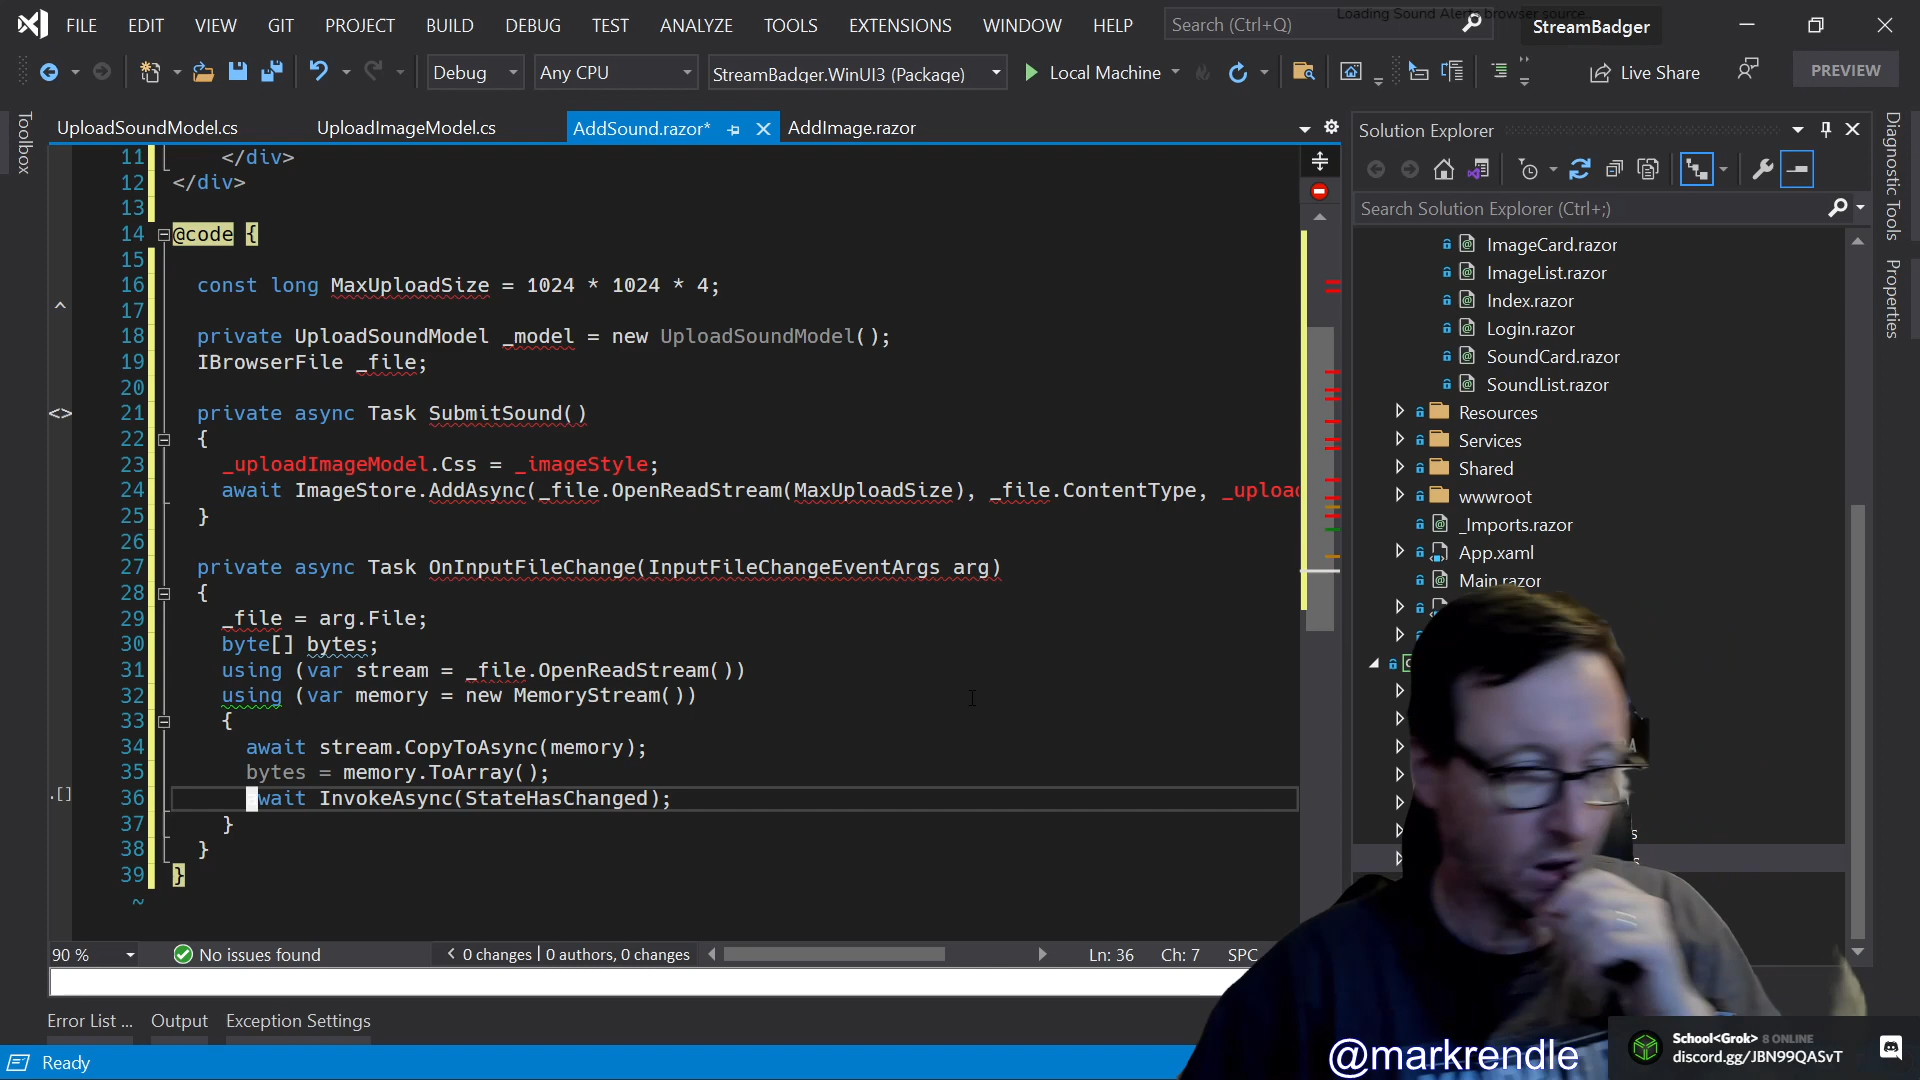 FILE EDIT VIEW GIT PROJECT BUILD DEBUG TEST ANALYZE TOOLS EXTENSIONS WINDOW HELP Search (Ctrl+Q) StreamBadger
Loading Sound Alerts browser source
Debug Any CPU StreamBadger.WinUI3 (Package) Local Machine Live Share PREVIEW
Toolbox
UploadSoundModel.cs UploadImageModel.cs AddSound.razor* AddImage.razor
11 </div>
12 </div>
13
14 @code {
15
16 const long MaxUploadSize = 1024 * 1024 * 4;
17
18 private UploadSoundModel _model = new UploadSoundModel();
19 IBrowserFile _file;
20
21 private async Task SubmitSound()
22 {
23 _uploadImageModel.Css = _imageStyle;
24 await ImageStore.AddAsync(_file.OpenReadStream(MaxUploadSize), _file.ContentType, _upload
25 }
26
27 private async Task OnInputFileChange(InputFileChangeEventArgs arg)
28 {
29 _file = arg.File;
30 byte[] bytes;
31 using (var stream = _file.OpenReadStream())
32 using (var memory = new MemoryStream())
33 {
34 await stream.CopyToAsync(memory);
35 bytes = memory.ToArray();
36 await InvokeAsync(StateHasChanged);
37 }
38 }
39 }
~
90 % No issues found 0 changes | 0 authors, 0 changes Ln: 36 Ch: 7 SPC
Error List ... Output Exception Settings
Ready
Solution Explorer
Search Solution Explorer (Ctrl+;)
ImageCard.razor
ImageList.razor
Index.razor
Login.razor
SoundCard.razor
SoundList.razor
Resources
Services
Shared
wwwroot
_Imports.razor
App.xaml
Main.razor
Diagnostic Tools
Properties
@markrendle
School<Grok> 8 ONLINE
discord.gg/JBN99QASvT